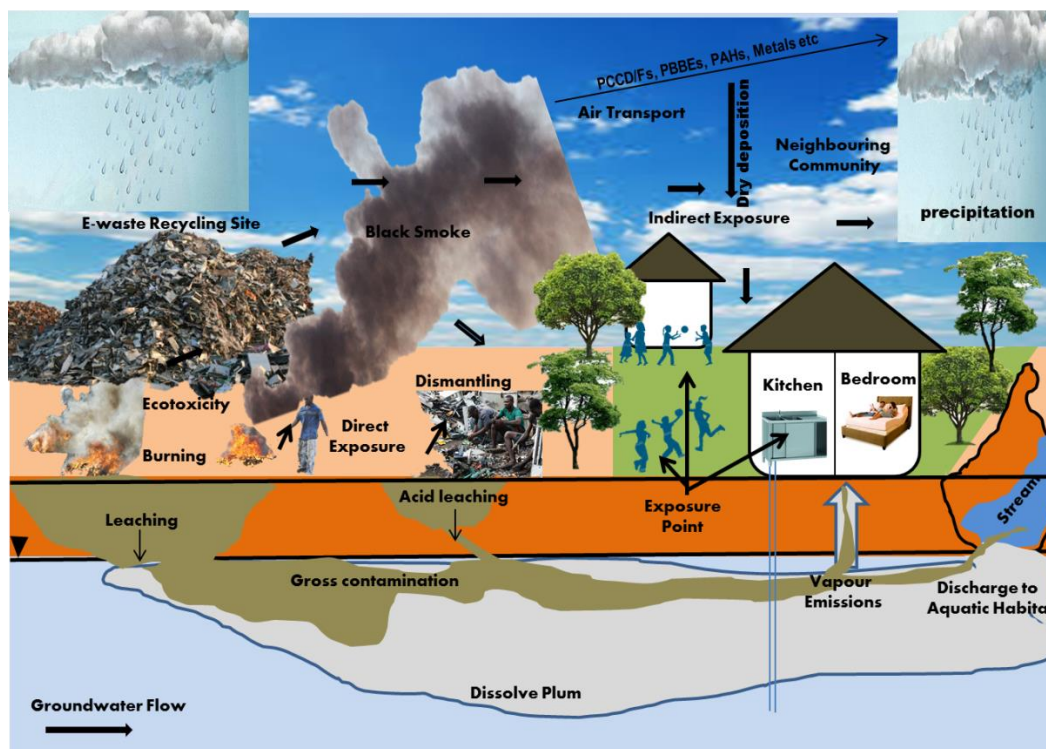 PCCD/Fs, PBBEs, PAHs, Metals etc
Air Transport
Dry deposition
Neighbouring
Community
E-waste Recycling Site
Black Smoke
Indirect Exposure
precipitation
Dismantling
Kitchen
Bedroom
Ecotoxicity
Direct
Exposure
Burning
Acid leaching
Leaching
Exposure
Point
Stream
Gross contamination
Vapour
Emissions
Discharge to
Aquatic Habita
Dissolve Plum
Groundwater Flow